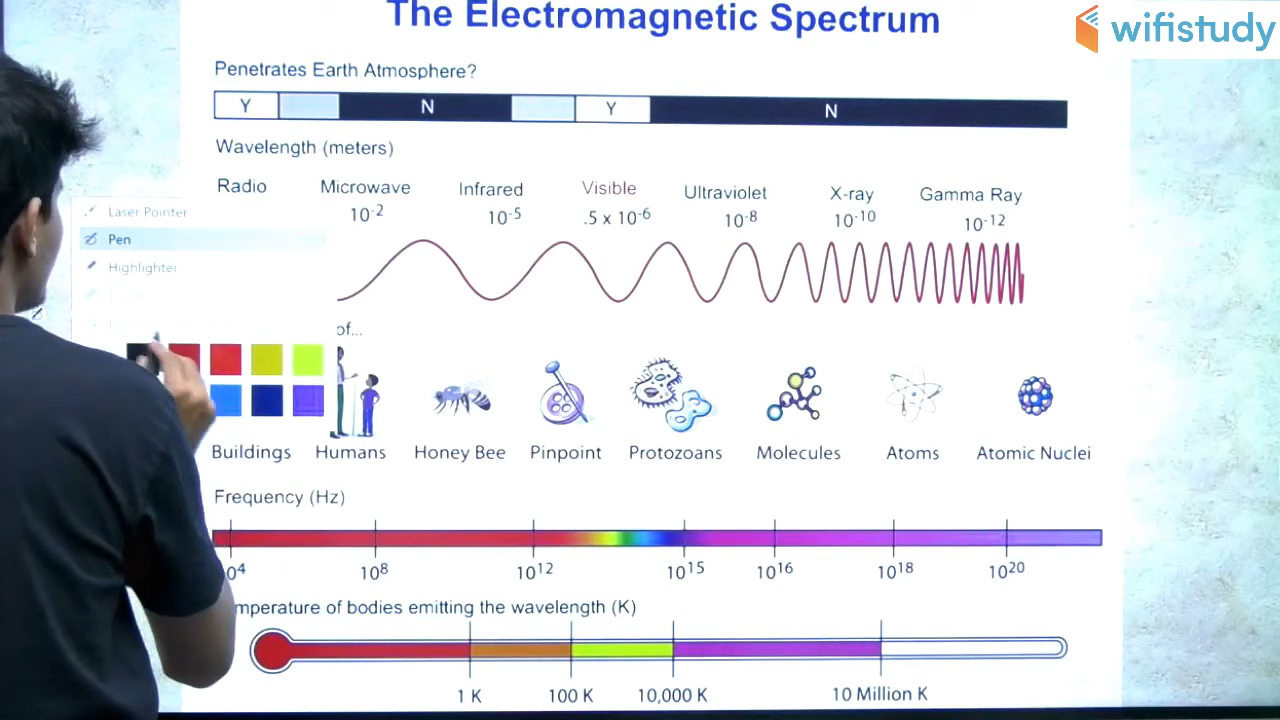 The Electromagnetic Spectrum
wifistudy
Penetrates Earth Atmosphere?
Y N Y N
Wavelength (meters)
Radio Microwave Infrared Visible Ultraviolet X-ray Gamma Ray
10⁻² 10⁻⁵ .5 x 10⁻⁶ 10⁻⁸ 10⁻¹⁰ 10⁻¹²
Laser Pointer
Pen
Highlighter
of...
Buildings Humans Honey Bee Pinpoint Protozoans Molecules Atoms Atomic Nuclei
Frequency (Hz)
0⁴ 10⁸ 10¹² 10¹⁵ 10¹⁶ 10¹⁸ 10²⁰
mperature of bodies emitting the wavelength (K)
1 K 100 K 10,000 K 10 Million K